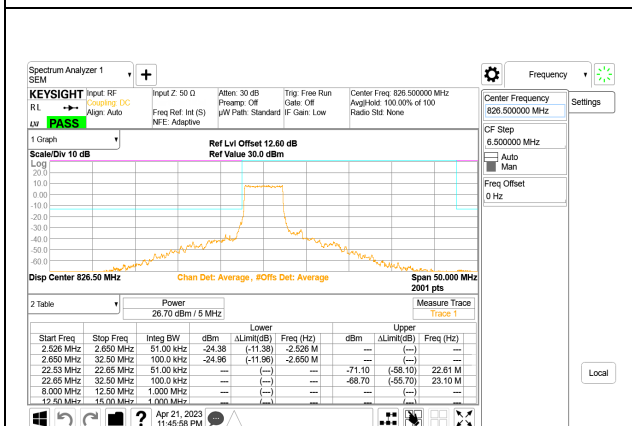 Spectrum Analyzer 1
SEM
+
Frequency
KEYSIGHT Input: RF Input Z: 50 Ω Atten: 30 dB Trig: Free Run Center Freq: 826.500000 MHz
RL Coupling: DC Preamp: Off Gate: Off Avg|Hold: 100.00% of 100
Align: Auto Freq Ref: Int (S) µW Path: Standard IF Gain: Low Radio Std: None
LXI PASS NFE: Adaptive
Center Frequency
826.500000 MHz
Settings
CF Step
6.500000 MHz
Auto
Man
Freq Offset
0 Hz
1 Graph
Ref Lvl Offset 12.60 dB
Scale/Div 10 dB Ref Value 30.0 dBm
Log
20.0
10.0
0.00
-10.0
-20.0
-30.0
-40.0
-50.0
-60.0
Disp Center 826.50 MHz Chan Det: Average, #Offs Det: Average Span 50.000 MHz
2001 pts
2 Table Power Measure Trace
26.70 dBm / 5 MHz Trace 1
Lower Upper
Start Freq Stop Freq Integ BW dBm ΔLimit(dB) Freq (Hz) dBm ΔLimit(dB) Freq (Hz)
2.526 MHz 2.650 MHz 51.00 kHz -24.38 (-11.38) -2.526 M --- (---) ---
2.650 MHz 32.50 MHz 100.0 kHz -24.96 (-11.96) -2.650 M --- (---) ---
22.53 MHz 22.65 MHz 51.00 kHz --- (---) --- -71.10 (-58.10) 22.61 M
22.65 MHz 32.50 MHz 100.0 kHz --- (---) --- -68.70 (-55.70) 23.10 M
8.000 MHz 12.50 MHz 1.000 MHz --- (---) --- --- (---) ---
12.50 MHz 15.00 MHz 1.000 MHz --- (---) --- --- (---) ---
Local
? Apr 21, 2023
11:45:58 PM